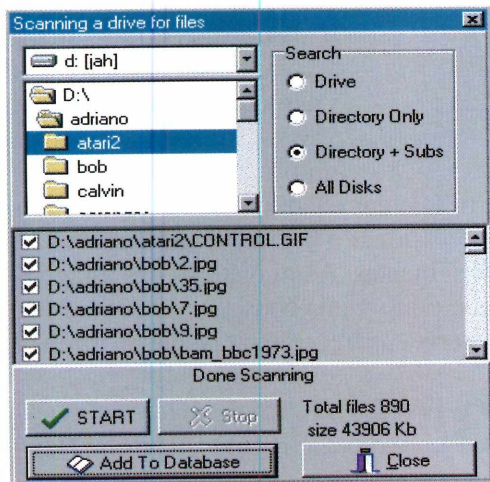 Scanning a drive for files
d: [jah]
D:\
adriano
atari2
bob
calvin
Search
Drive
Directory Only
Directory + Subs
All Disks
D:\adriano\atari2\CONTROL.GIF
D:\adriano\bob\2.jpg
D:\adriano\bob\35.jpg
D:\adriano\bob\7.jpg
D:\adriano\bob\9.jpg
D:\adriano\bob\bam_bbc1973.jpg
Done Scanning
START
Stop
Total files 890
size 43906 Kb
Add To Database
Close